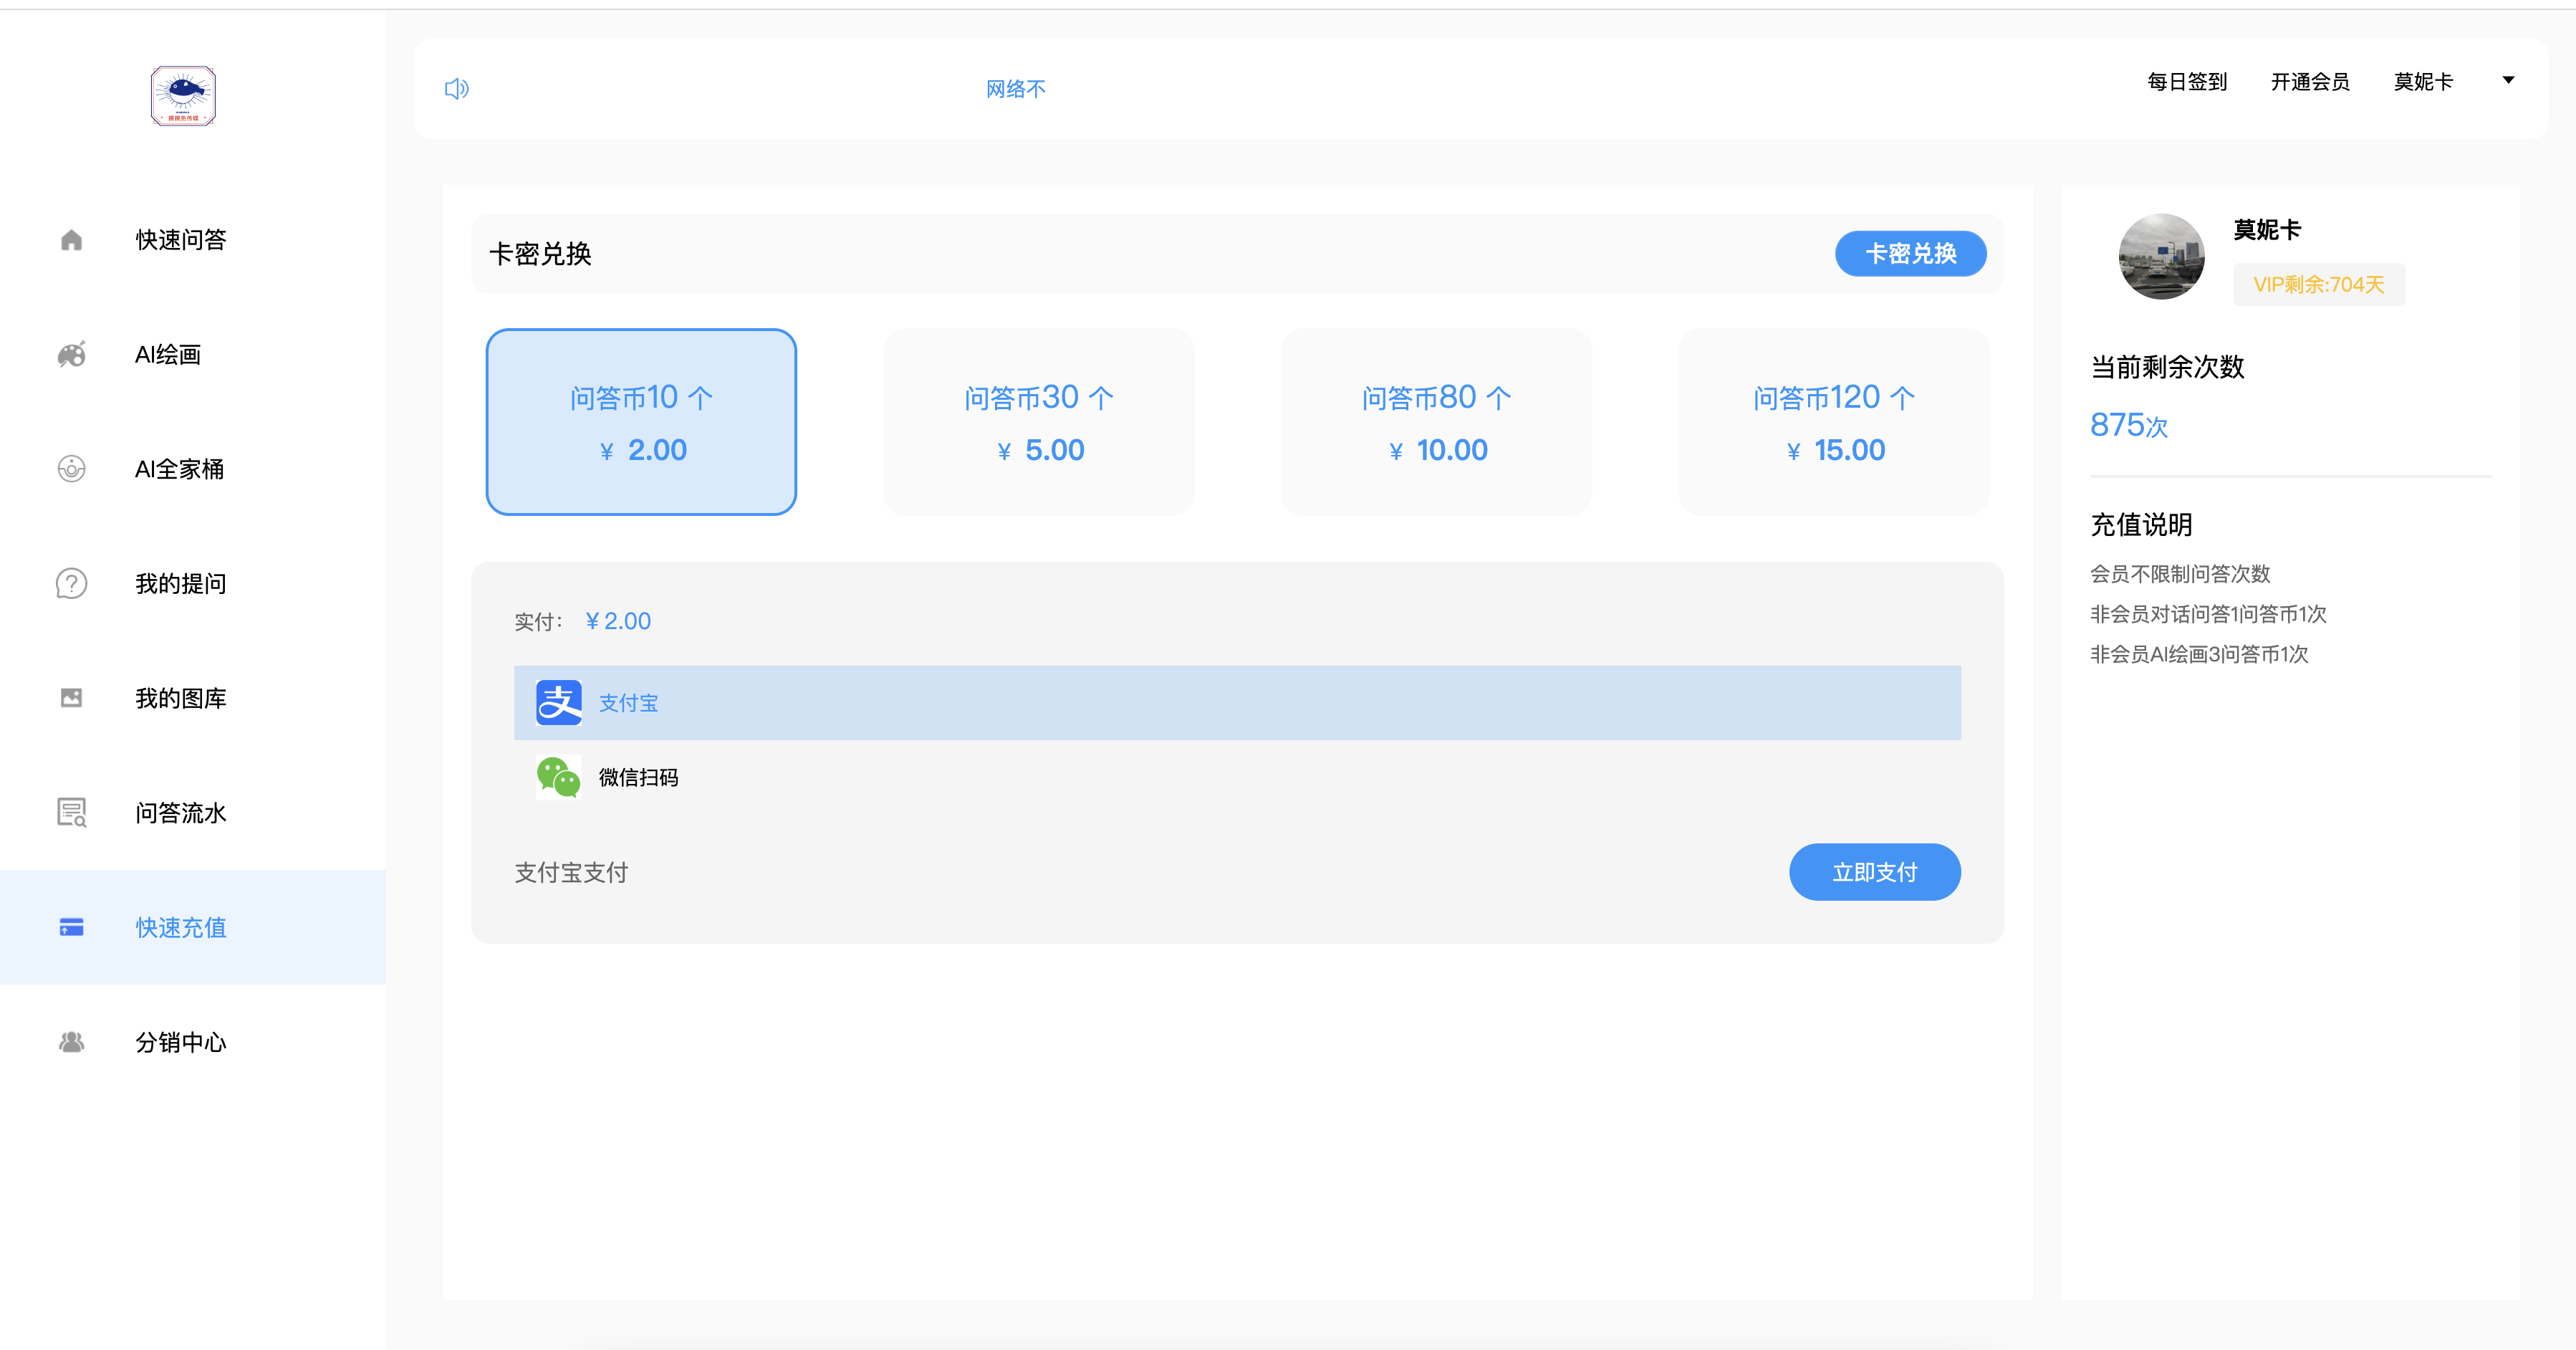 摸摸鱼传媒
网络不
每日签到
开通会员
莫妮卡
快速问答
AI绘画
AI全家桶
我的提问
我的图库
问答流水
快速充值
分销中心
卡密兑换
卡密兑换
问答币10 个
¥ 2.00
问答币30 个
¥ 5.00
问答币80 个
¥ 10.00
问答币120 个
¥ 15.00
实付： ¥ 2.00
支
支付宝
微信扫码
支付宝支付
立即支付
莫妮卡
VIP剩余:704天
当前剩余次数
875次
充值说明
会员不限制问答次数
非会员对话问答1问答币1次
非会员AI绘画3问答币1次